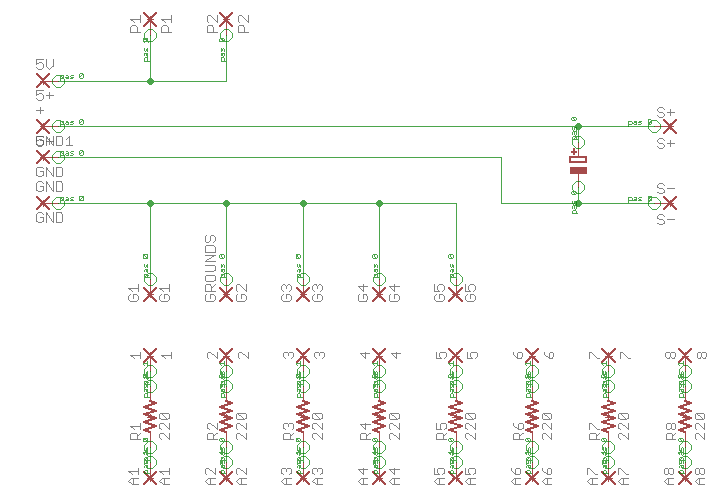 P1 P1 P2 P2
pas 0 pas 0
5V
pas 0
5+
+
pas 0
S+
pas 0
S+
GND1
pas 0
GND
GND
pas 0
GND
pas 0
+
pas 0
S-
pas 0
S-
GROUNDS
pas 0 pas 0 pas 0 pas 0 pas 0
G1 G1 G2 G3 G3 G4 G4 G5 G5
1 1 2 2 3 3 4 4 5 5 6 6 7 7 8 8
R1 220 R2 220 R3 220 R4 220 R5 220 R6 220 R7 220 R8 220
A1 A1 A2 A2 A3 A3 A4 A4 A5 A5 A6 A6 A7 A7 A8 A8